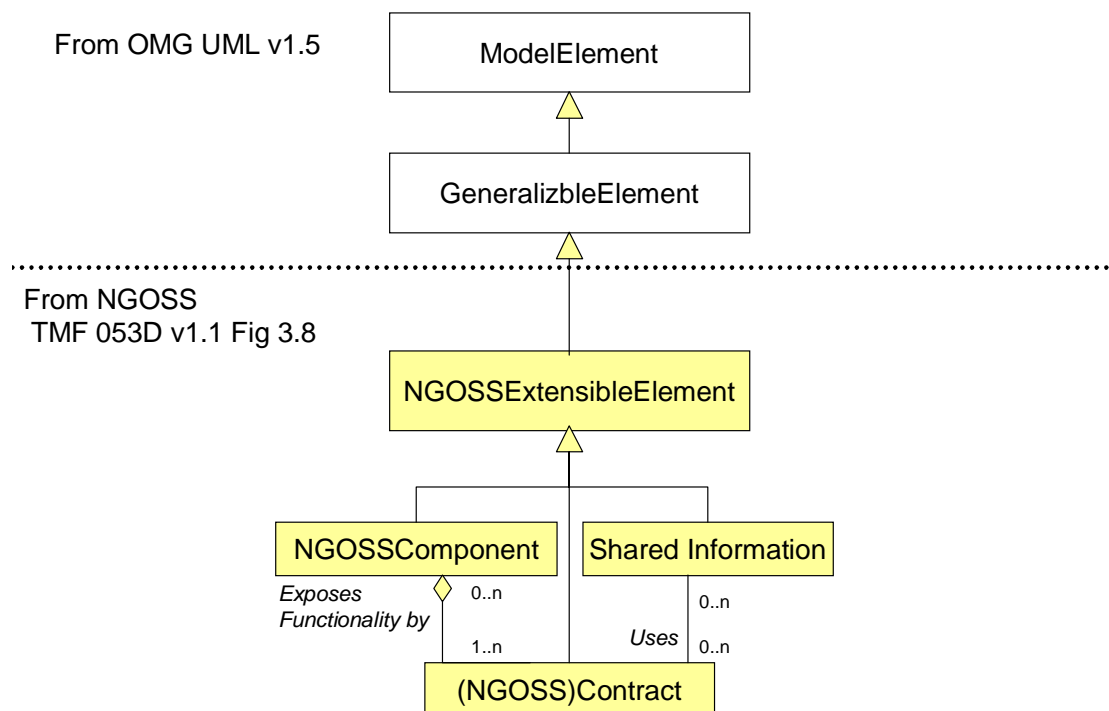 From OMG UML v1.5
ModelElement
GeneralizbleElement
From NGOSS
TMF 053D v1.1 Fig 3.8
NGOSSExtensibleElement
NGOSSComponent
Shared Information
Exposes
Functionality by
0..n
1..n
0..n
Uses
0..n
(NGOSS)Contract